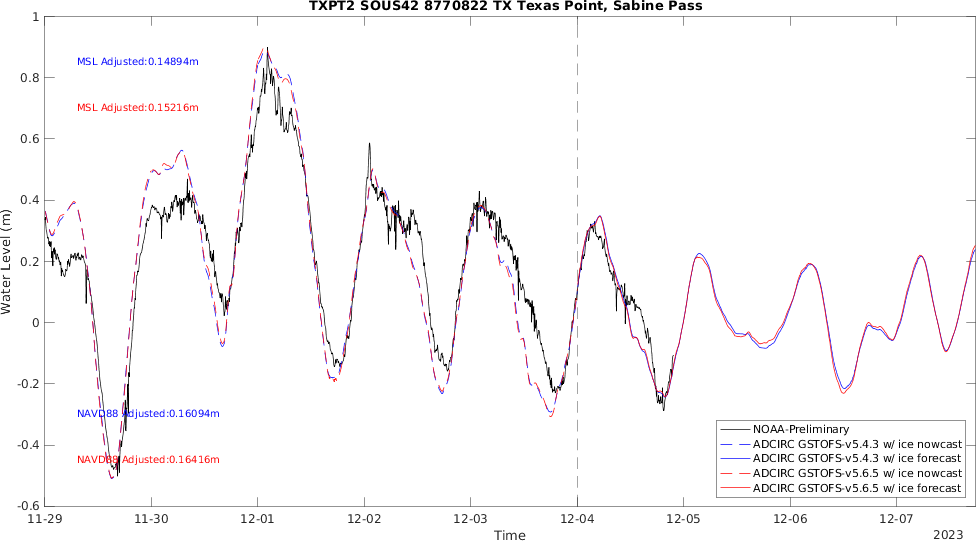 TXPT2 SOUS42 8770822 TX Texas Point, Sabine Pass
1
0.8
0.6
0.4
0.2
0
-0.2
-0.4
-0.6
Water Level (m)
MSL Adjusted:0.14894m
MSL Adjusted:0.15216m
NAVD88 Adjusted:0.16094m
NAVD88 Adjusted:0.16416m
NOAA-Preliminary
ADCIRC GSTOFS-v5.4.3 w/ ice nowcast
ADCIRC GSTOFS-v5.4.3 w/ ice forecast
ADCIRC GSTOFS-v5.6.5 w/ ice nowcast
ADCIRC GSTOFS-v5.6.5 w/ ice forecast
11-29 11-30 12-01 12-02 12-03 12-04 12-05 12-06 12-07
Time
2023